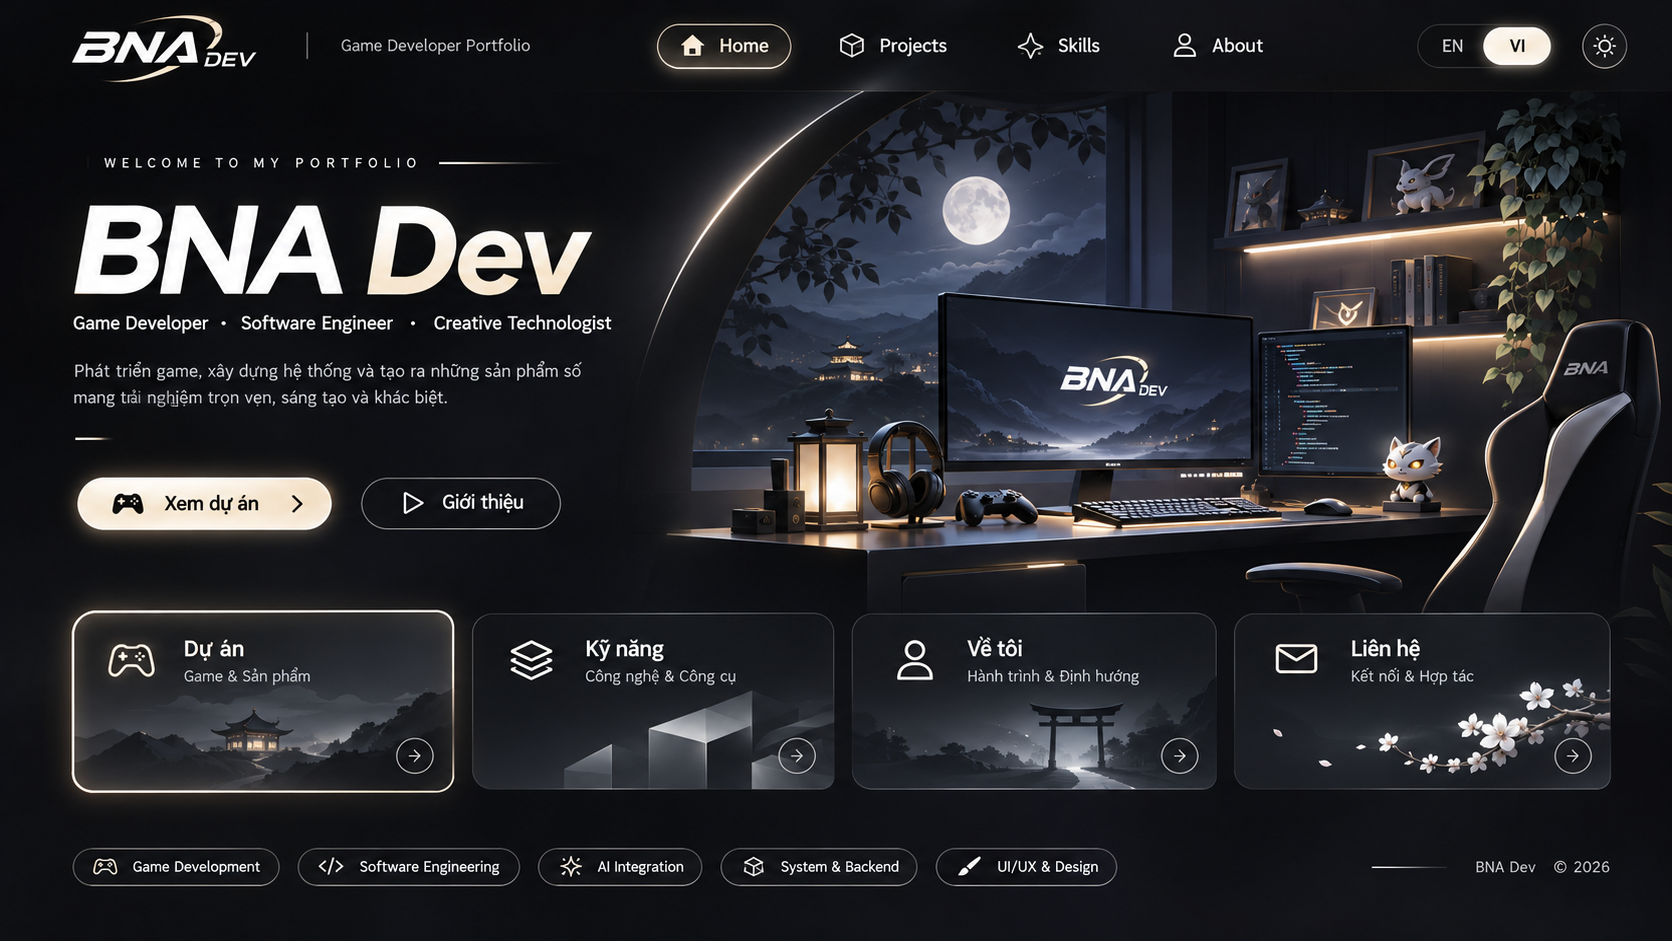 BNA DEV
Game Developer Portfolio
Home
Projects
Skills
About
EN
VI
WELCOME TO MY PORTFOLIO
BNA Dev
Game Developer • Software Engineer • Creative Technologist
Phát triển game, xây dựng hệ thống và tạo ra những sản phẩm số
mang trải nghiệm trọn vẹn, sáng tạo và khác biệt.
Xem dự án
Giới thiệu
BNA DEV
BNA
Dự án
Game & Sản phẩm
Kỹ năng
Công nghệ & Công cụ
Về tôi
Hành trình & Định hướng
Liên hệ
Kết nối & Hợp tác
Game Development
Software Engineering
AI Integration
System & Backend
UI/UX & Design
BNA Dev © 2026